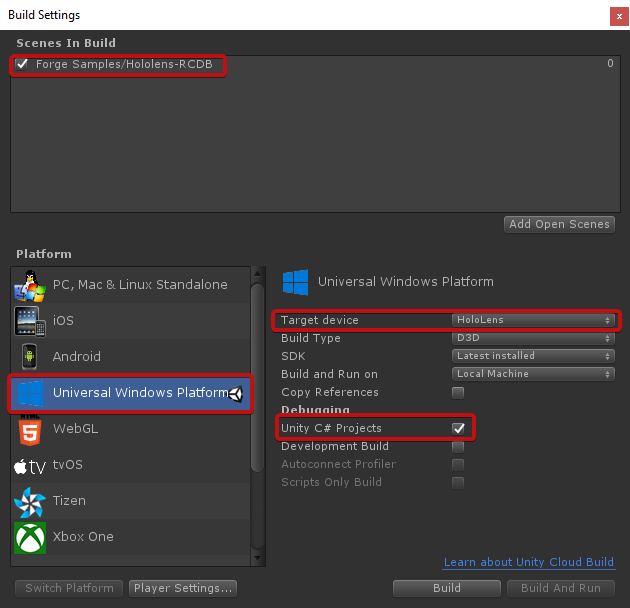 Build Settings
x
Scenes In Build
Forge Samples/Hololens-RCDB 0
Add Open Scenes
Platform
PC, Mac & Linux Standalone
iOS
Android
Universal Windows Platform
HTML
5
WebGL
tv
tvOS
Tizen
Xbox One
Universal Windows Platform
Target device HoloLens
Build Type D3D
SDK Latest installed
Build and Run on Local Machine
Copy References
Debugging
Unity C# Projects
Development Build
Autoconnect Profiler
Scripts Only Build
Learn about Unity Cloud Build
Switch Platform Player Settings... Build Build And Run